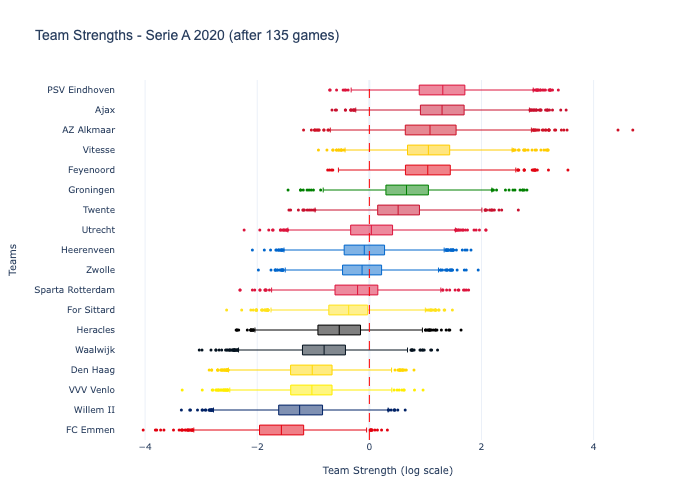 Team Strengths - Serie A 2020 (after 135 games)
PSV Eindhoven
Ajax
AZ Alkmaar
Vitesse
Feyenoord
Groningen
Twente
Utrecht
Heerenveen
Zwolle
Sparta Rotterdam
For Sittard
Heracles
Waalwijk
Den Haag
VVV Venlo
Willem II
FC Emmen
Teams
−4 −2 0 2 4
Team Strength (log scale)